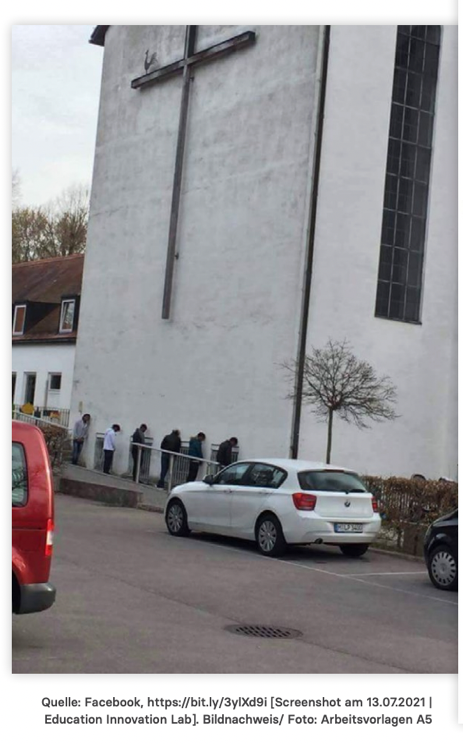 Quelle: Facebook, https://bit.ly/3ylXd9i [Screenshot am 13.07.2021 |
Education Innovation Lab]. Bildnachweis/ Foto: Arbeitsvorlagen A5